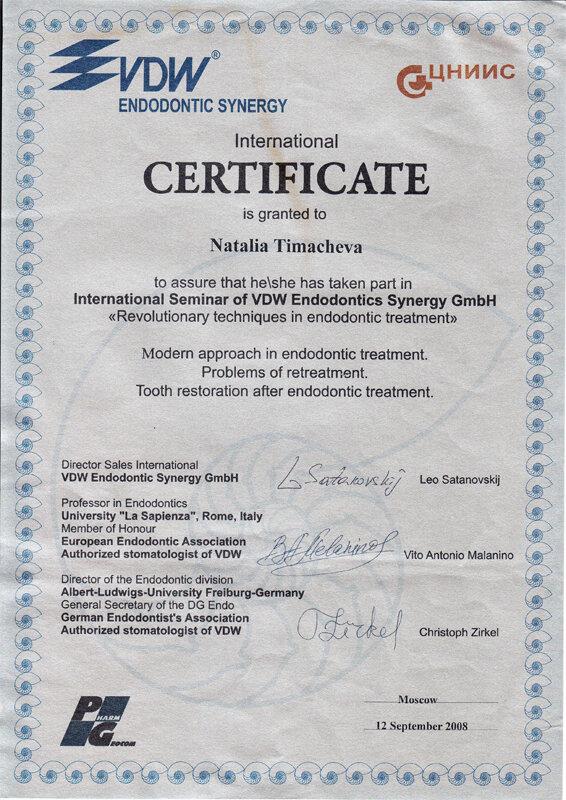 VDW®
ENDODONTIC SYNERGY
ЦНИИС
International
CERTIFICATE
is granted to
Natalia Timacheva
to assure that he\she has taken part in
International Seminar of VDW Endodontics Synergy GmbH
«Revolutionary techniques in endodontic treatment»
Modern approach in endodontic treatment.
Problems of retreatment.
Tooth restoration after endodontic treatment.
Director Sales International
VDW Endodontic Synergy GmbH
L Satanovskij
Leo Satanovskij
Professor in Endodontics
University "La Sapienza", Rome, Italy
Member of Honour
European Endodontic Association
Authorized stomatologist of VDW
Vito Antonio Malanino
Director of the Endodontic division
Albert-Ludwigs-University Freiburg-Germany
General Secretary of the DG Endo
German Endodontist's Association
Authorized stomatologist of VDW
Zirkel
Christoph Zirkel
PHARM
GEOCOM
Moscow
12 September 2008